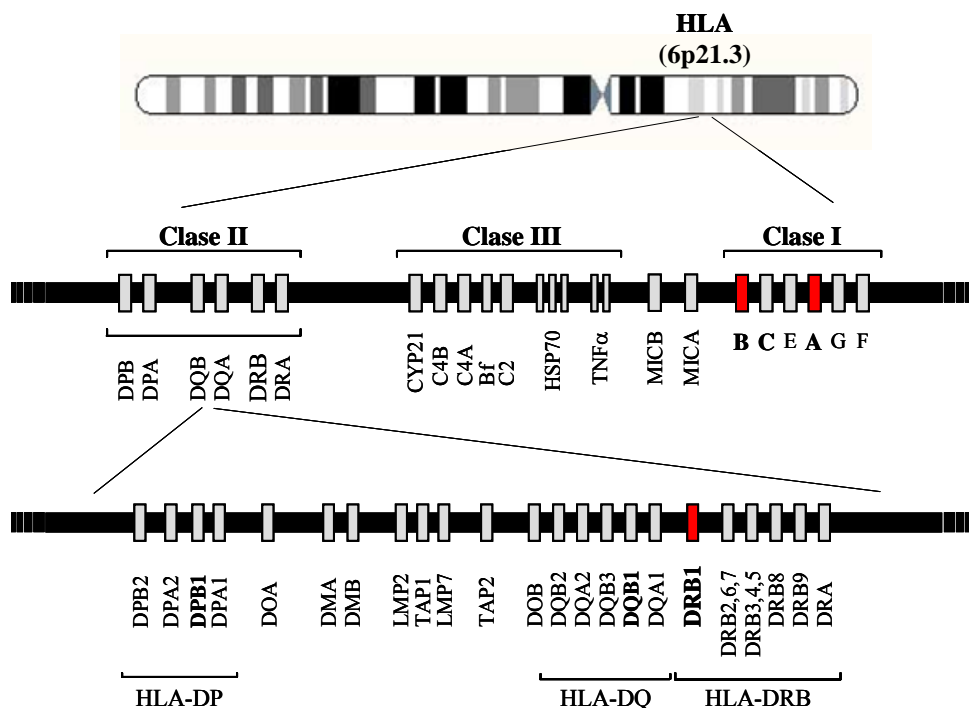 HLA
(6p21.3)
Clase II
Clase III
Clase I
DPB
DPA
DQB
DQA
DRB
DRA
CYP21
C4B
C4A
Bf
C2
HSP70
TNFα
MICB
MICA
B
C
E
A
G
F
DPB2
DPA2
DPB1
DPA1
DOA
DMA
DMB
LMP2
TAP1
LMP7
TAP2
DOB
DQB2
DQA2
DQB3
DQB1
DQA1
DRB1
DRB2,6,7
DRB3,4,5
DRB8
DRB9
DRA
HLA-DP
HLA-DQ
HLA-DRB